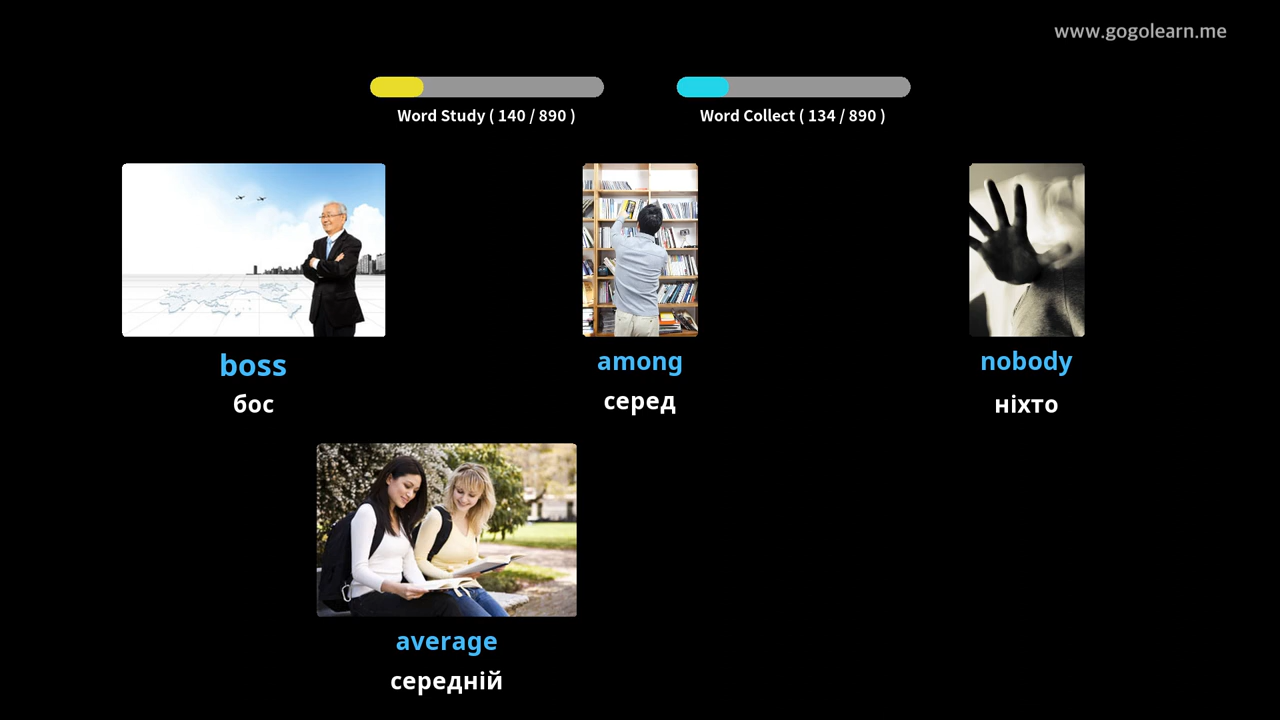 www.gogolearn.me
Word Study ( 140 / 890 )
Word Collect ( 134 / 890 )
boss
бос
among
серед
nobody
ніхто
average
середній